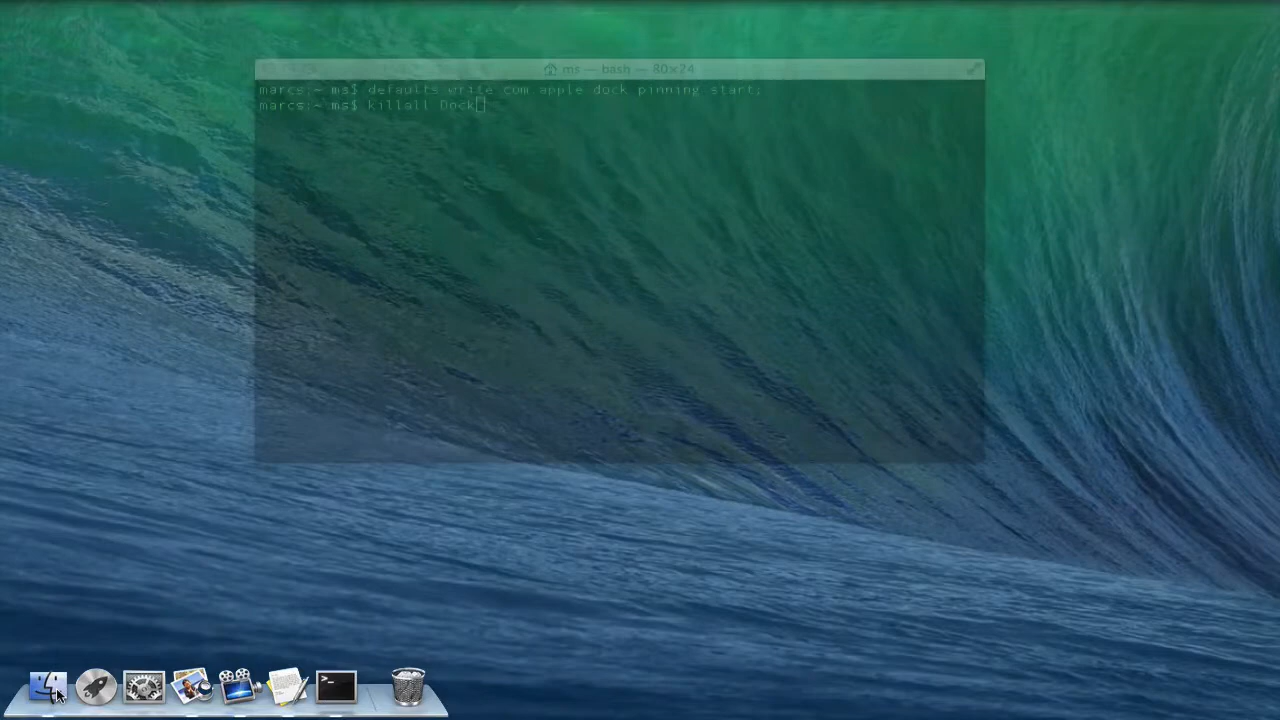 ms — bash — 80×24
marcs:~ ms$ defaults write com apple dock pinning start;
marcs:~ ms$ killall Dock